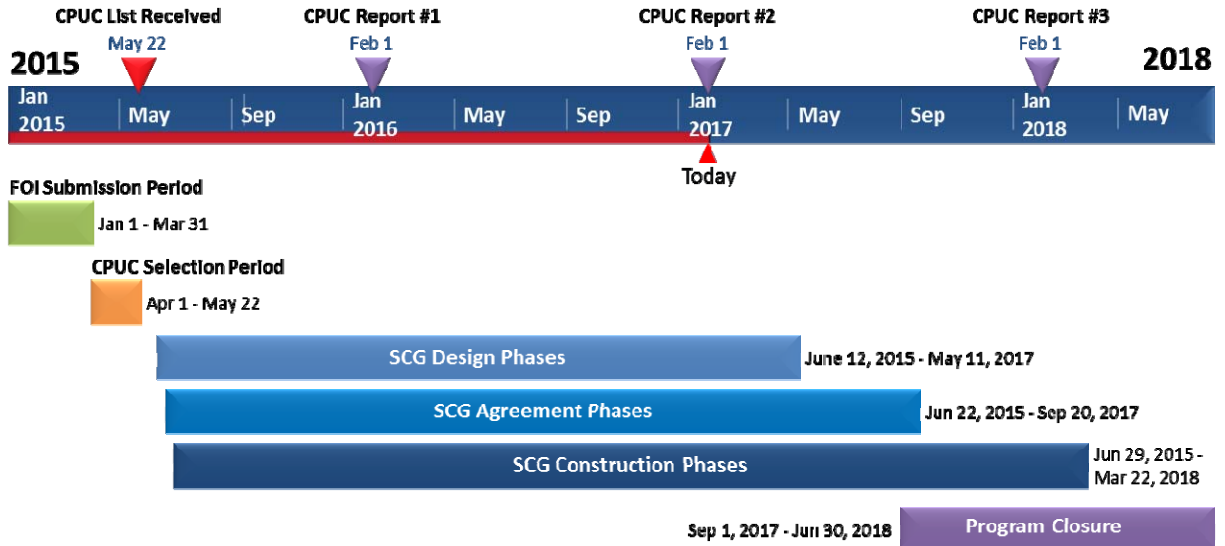 CPUC List Received
CPUC Report #1
CPUC Report #2
CPUC Report #3
May 22
Feb 1
Feb 1
Feb 1
2015
2018
Jan
2015
May
Sep
Jan
2016
May
Sep
Jan
2017
May
Sep
Jan
2018
May
Today
FOI Submission Period
Jan 1 - Mar 31
CPUC Selection Period
Apr 1 - May 22
SCG Design Phases
June 12, 2015 - May 11, 2017
SCG Agreement Phases
Jun 22, 2015 - Sep 20, 2017
SCG Construction Phases
Jun 29, 2015 -
Mar 22, 2018
Sep 1, 2017 - Jun 30, 2018
Program Closure